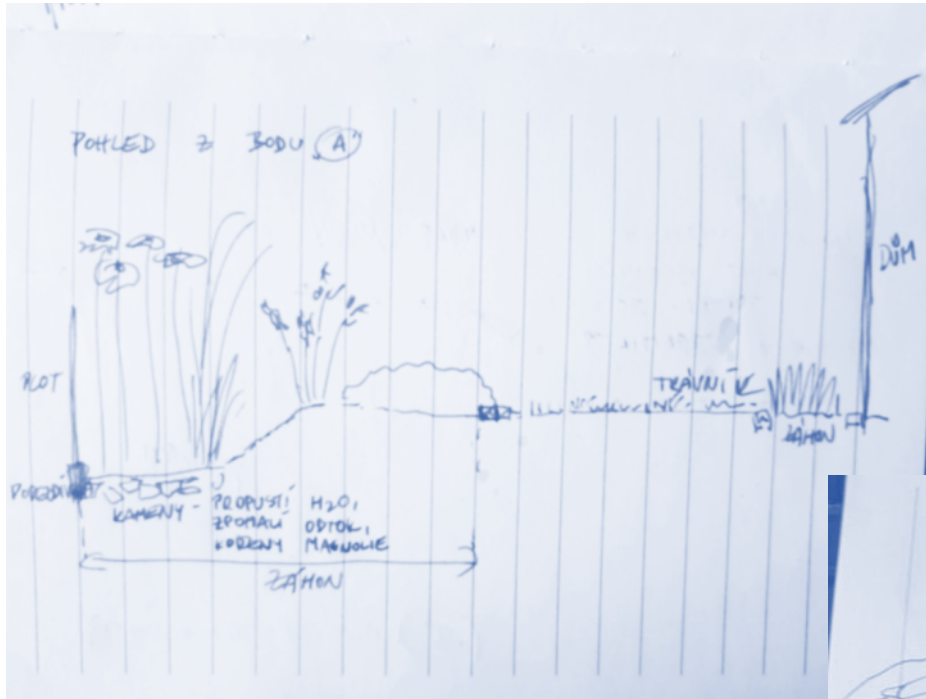 POHLED Z BODU „A"
DŮM
PLOT
TRÁVNÍK
ZÁHON
PODEZDÍVKA
KAMENY - PROPUSTÍ H2O,
ZPOMALÍ ODTOK,
KOŘENY MAGNOLIE
ZÁHON